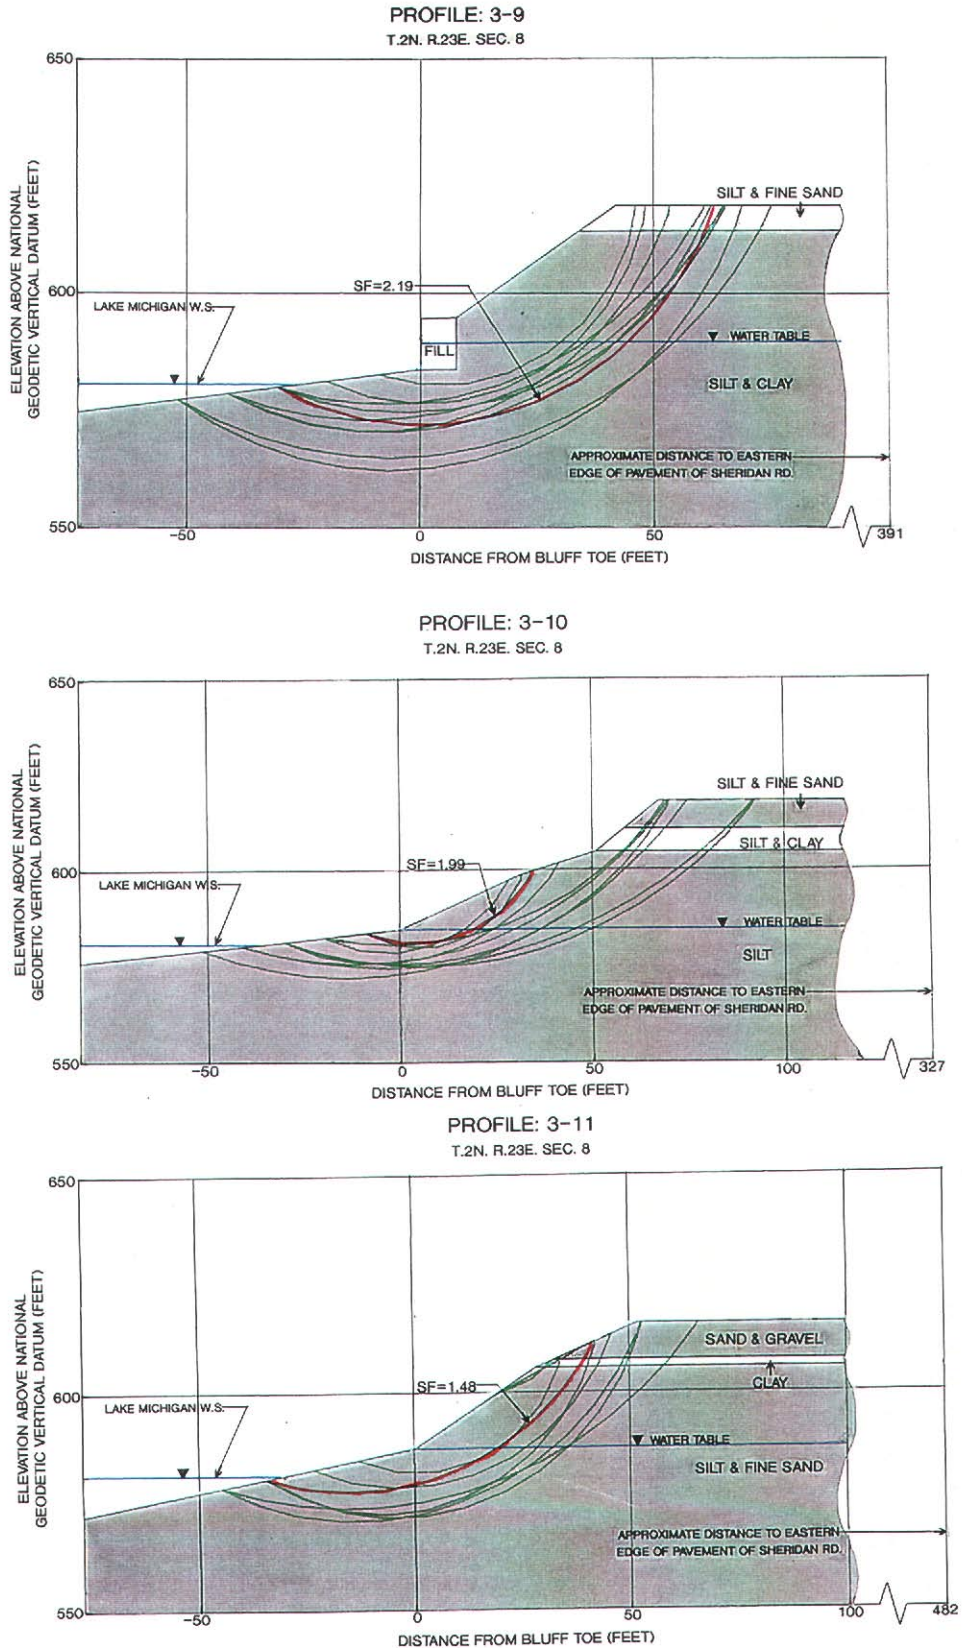 PROFILE: 3-9
T.2N. R.23E. SEC. 8
ELEVATION ABOVE NATIONAL
GEODETIC VERTICAL DATUM (FEET)
650
SILT & FINE SAND
600
SF=2.19
LAKE MICHIGAN W.S.
FILL
WATER TABLE
SILT & CLAY
APPROXIMATE DISTANCE TO EASTERN
EDGE OF PAVEMENT OF SHERIDAN RD.
550
-50
0
50
391
DISTANCE FROM BLUFF TOE (FEET)
PROFILE: 3-10
T.2N. R.23E. SEC. 8
ELEVATION ABOVE NATIONAL
GEODETIC VERTICAL DATUM (FEET)
650
SILT & FINE SAND
SILT & CLAY
600
SF=1.99
LAKE MICHIGAN W.S.
WATER TABLE
SILT
APPROXIMATE DISTANCE TO EASTERN
EDGE OF PAVEMENT OF SHERIDAN RD.
550
-50
0
50
100
327
DISTANCE FROM BLUFF TOE (FEET)
PROFILE: 3-11
T.2N. R.23E. SEC. 8
ELEVATION ABOVE NATIONAL
GEODETIC VERTICAL DATUM (FEET)
650
SAND & GRAVEL
CLAY
600
SF=1.48
LAKE MICHIGAN W.S.
WATER TABLE
SILT & FINE SAND
APPROXIMATE DISTANCE TO EASTERN
EDGE OF PAVEMENT OF SHERIDAN RD.
550
-50
0
50
100
482
DISTANCE FROM BLUFF TOE (FEET)